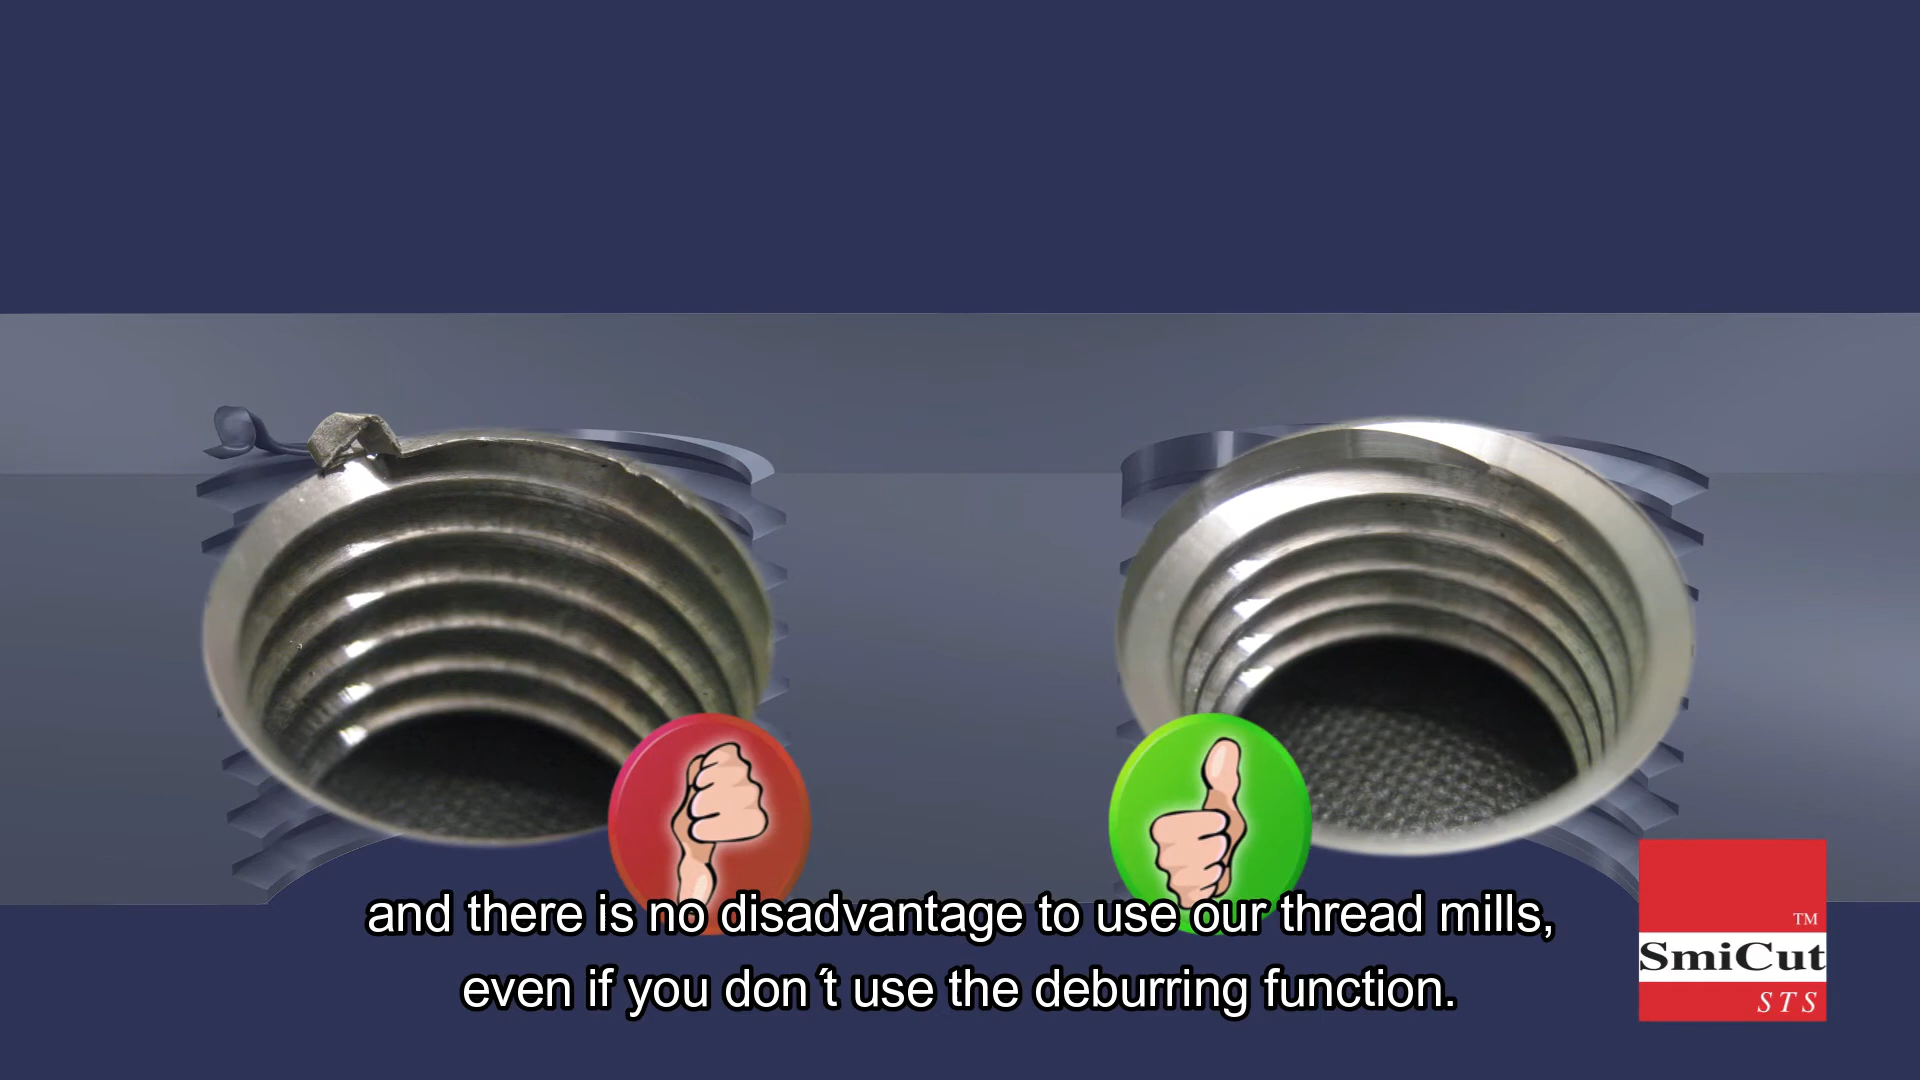 and there is no disadvantage to use our thread mills,
even if you don´t use the deburring function.
TM
SmiCut
STS